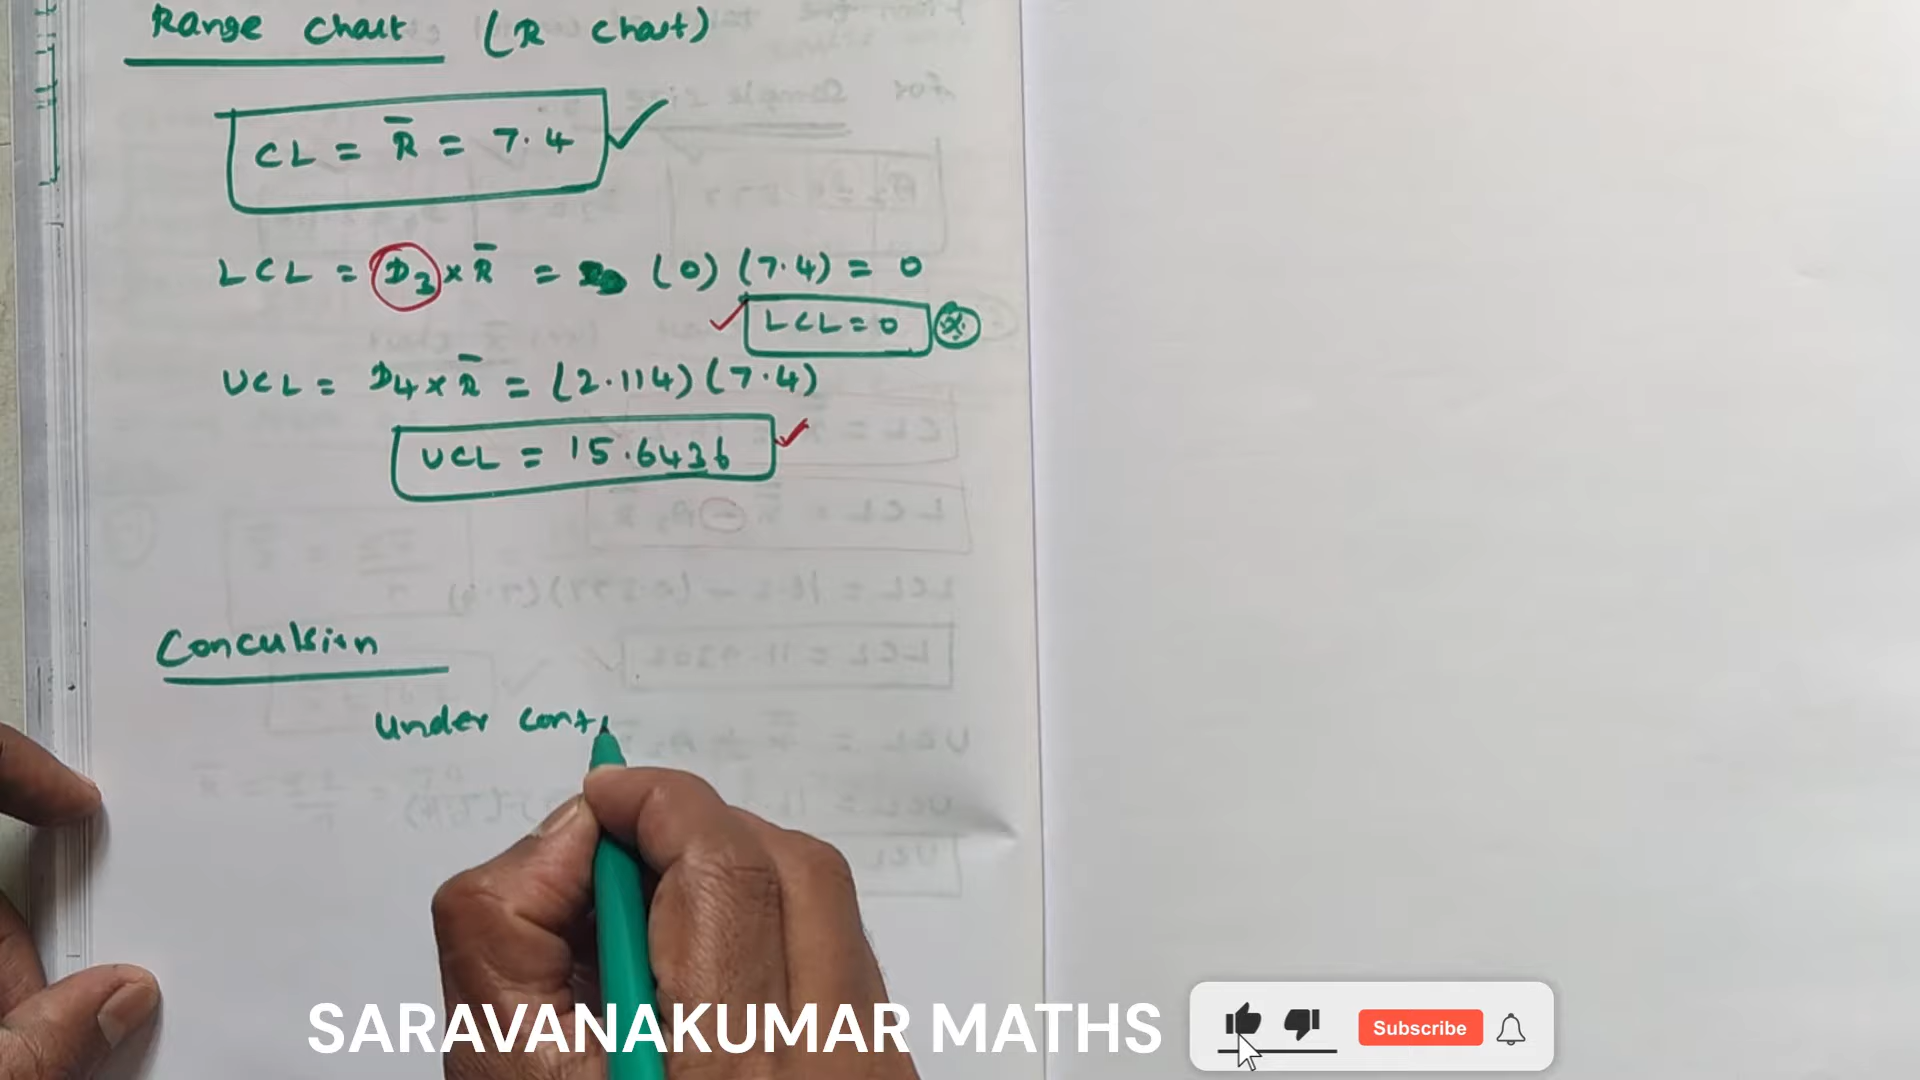 Range Chart (R Chart)
CL = R̅ = 7.4
LCL = D3 × R̅ = (0) (7.4) = 0
LCL = 0
UCL = D4 × R̅ = (2.114) (7.4)
UCL = 15.6436
Conculsion
Under cont
SARAVANAKUMAR MATHS
Subscribe